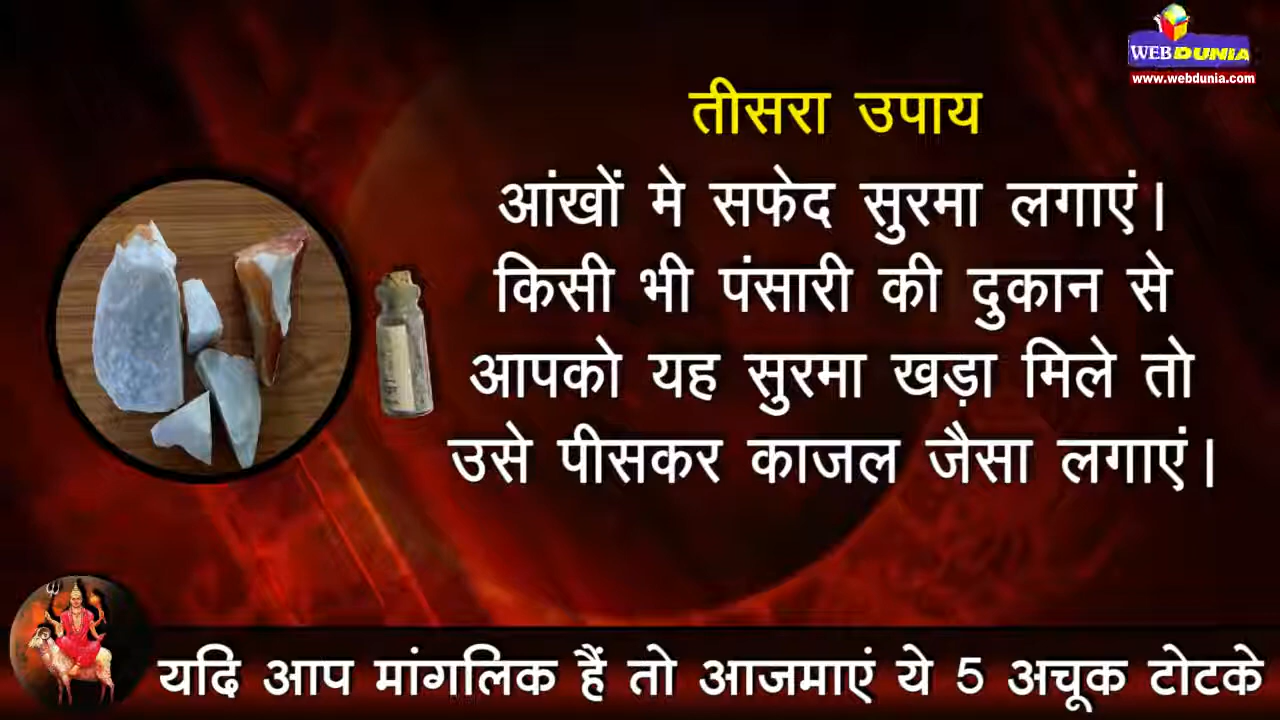 WEBDUNIA
www.webdunia.com
तीसरा उपाय
आंखों मे सफेद सुरमा लगाएं।
किसी भी पंसारी की दुकान से
आपको यह सुरमा खड़ा मिले तो
उसे पीसकर काजल जैसा लगाएं।
यदि आप मांगलिक हैं तो आजमाएं ये 5 अचूक टोटके